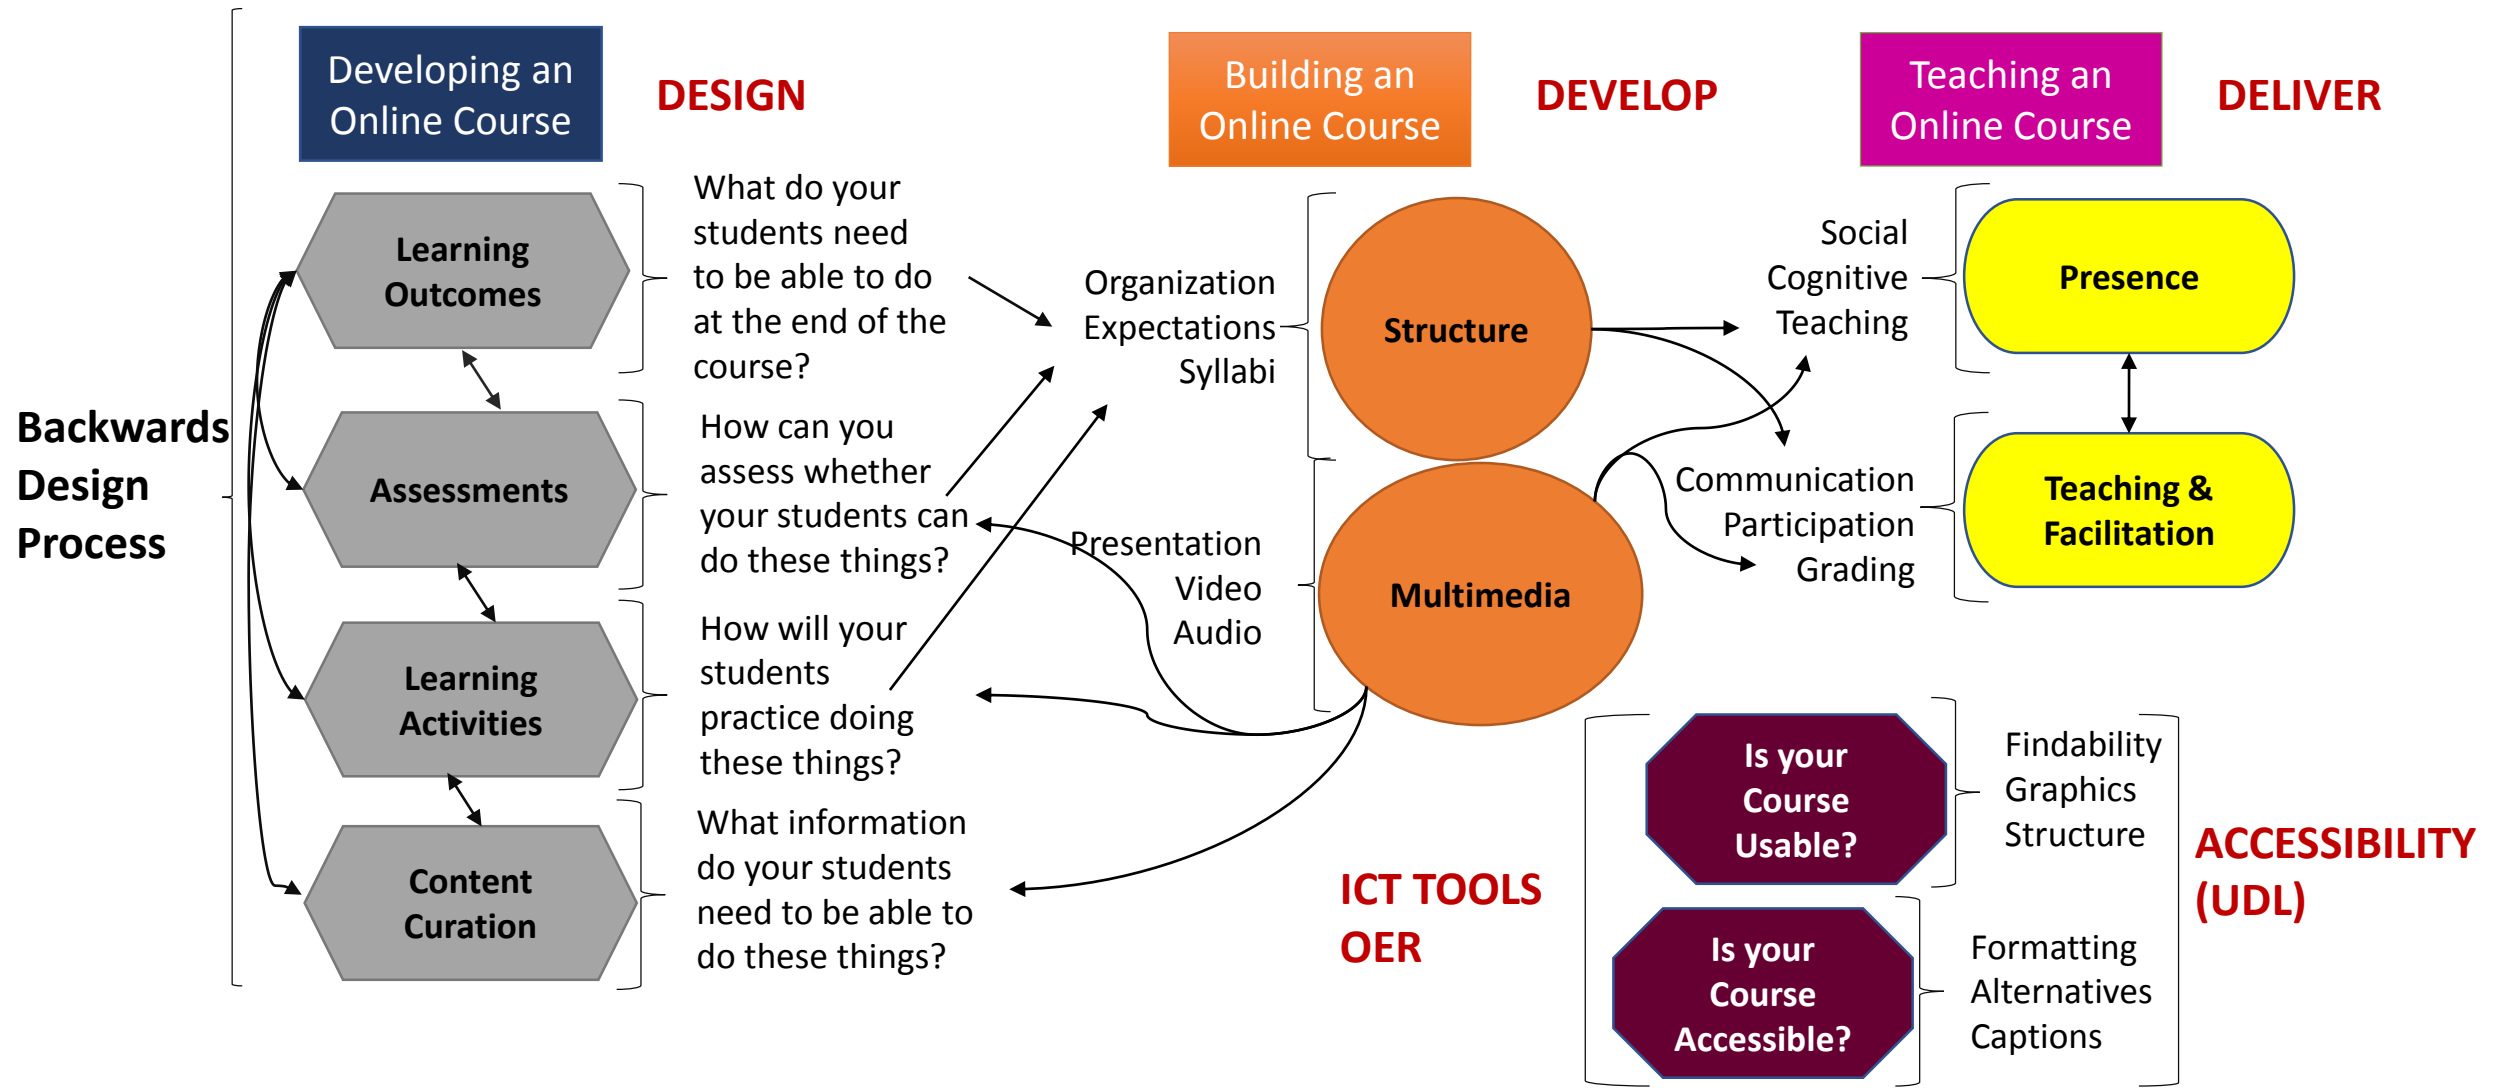 Developing an
Online Course
DESIGN
Building an
Online Course
DEVELOP
Teaching an
Online Course
DELIVER
Backwards
Design
Process
Learning
Outcomes
What do your
students need
to be able to do
at the end of the
course?
Assessments
How can you
assess whether
your students can
do these things?
Learning
Activities
How will your
students
practice doing
these things?
Content
Curation
What information
do your students
need to be able to
do these things?
Organization
Expectations
Syllabi
Structure
Presentation
Video
Audio
Multimedia
Social
Cognitive
Teaching
Presence
Communication
Participation
Grading
Teaching &
Facilitation
ICT TOOLS
OER
Is your
Course
Usable?
Findability
Graphics
Structure
Is your
Course
Accessible?
Formatting
Alternatives
Captions
ACCESSIBILITY
(UDL)